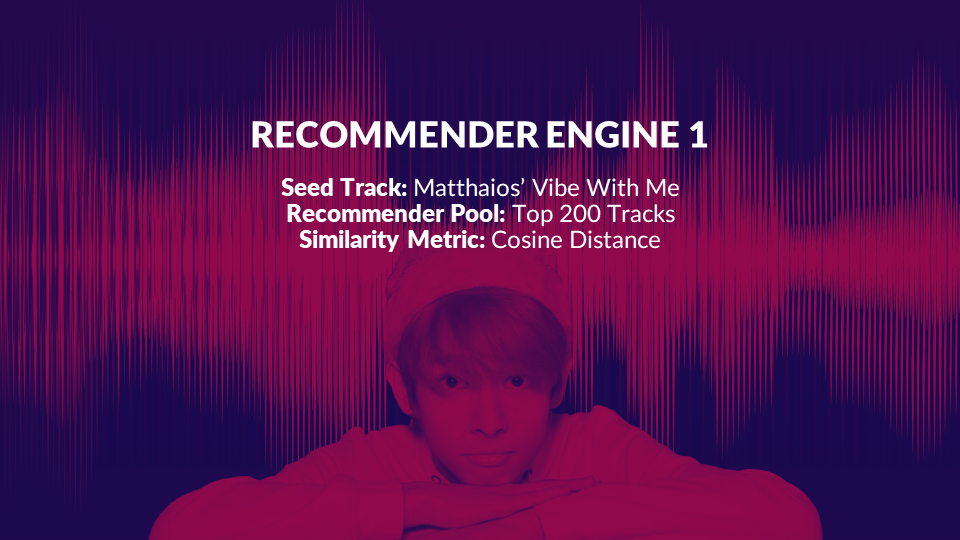 RECOMMENDER ENGINE 1
Seed Track: Matthaios’ Vibe With Me
Recommender Pool: Top 200 Tracks
Similarity Metric: Cosine Distance